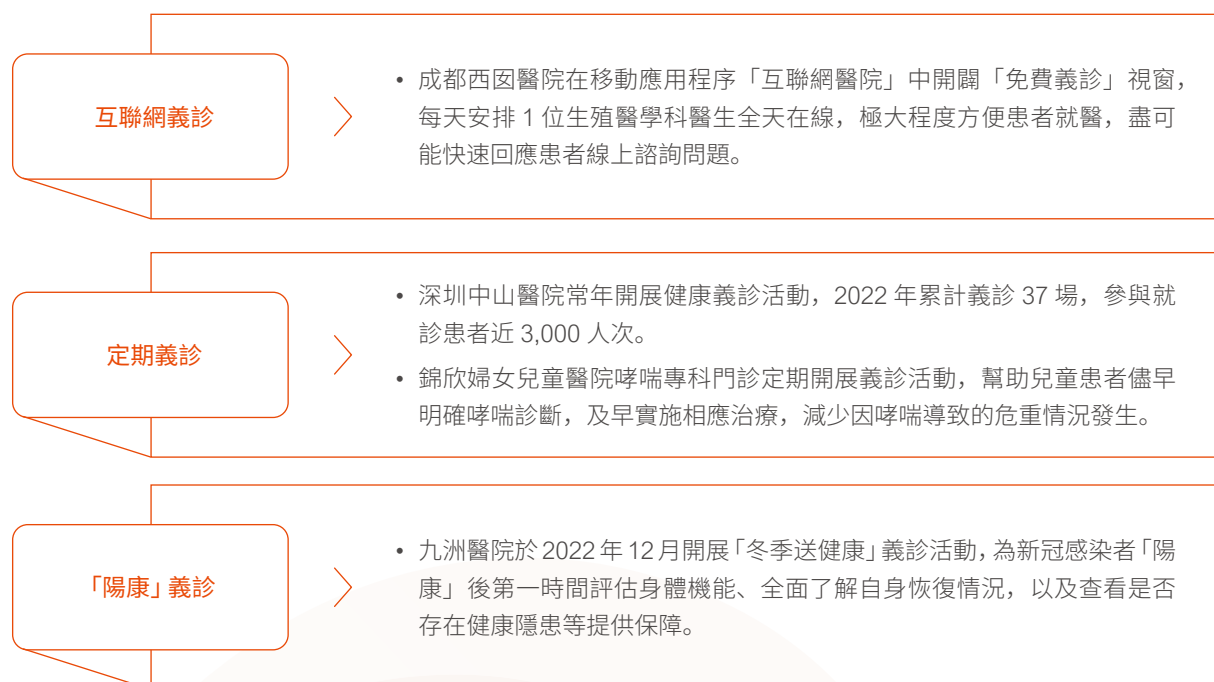 互聯網義診
• 成都西囡醫院在移動應用程序「互聯網醫院」中開闢「免費義診」視窗，
每天安排 1 位生殖醫學科醫生全天在線，極大程度方便患者就醫，盡可
能快速回應患者線上諮詢問題。
定期義診
• 深圳中山醫院常年開展健康義診活動，2022 年累計義診 37 場，參與就
診患者近 3,000 人次。
• 錦欣婦女兒童醫院哮喘專科門診定期開展義診活動，幫助兒童患者儘早
明確哮喘診斷，及早實施相應治療，減少因哮喘導致的危重情況發生。
「陽康」義診
• 九洲醫院於 2022 年 12 月開展「冬季送健康」義診活動，為新冠感染者「陽
康」後第一時間評估身體機能、全面了解自身恢復情況，以及查看是否
存在健康隱患等提供保障。